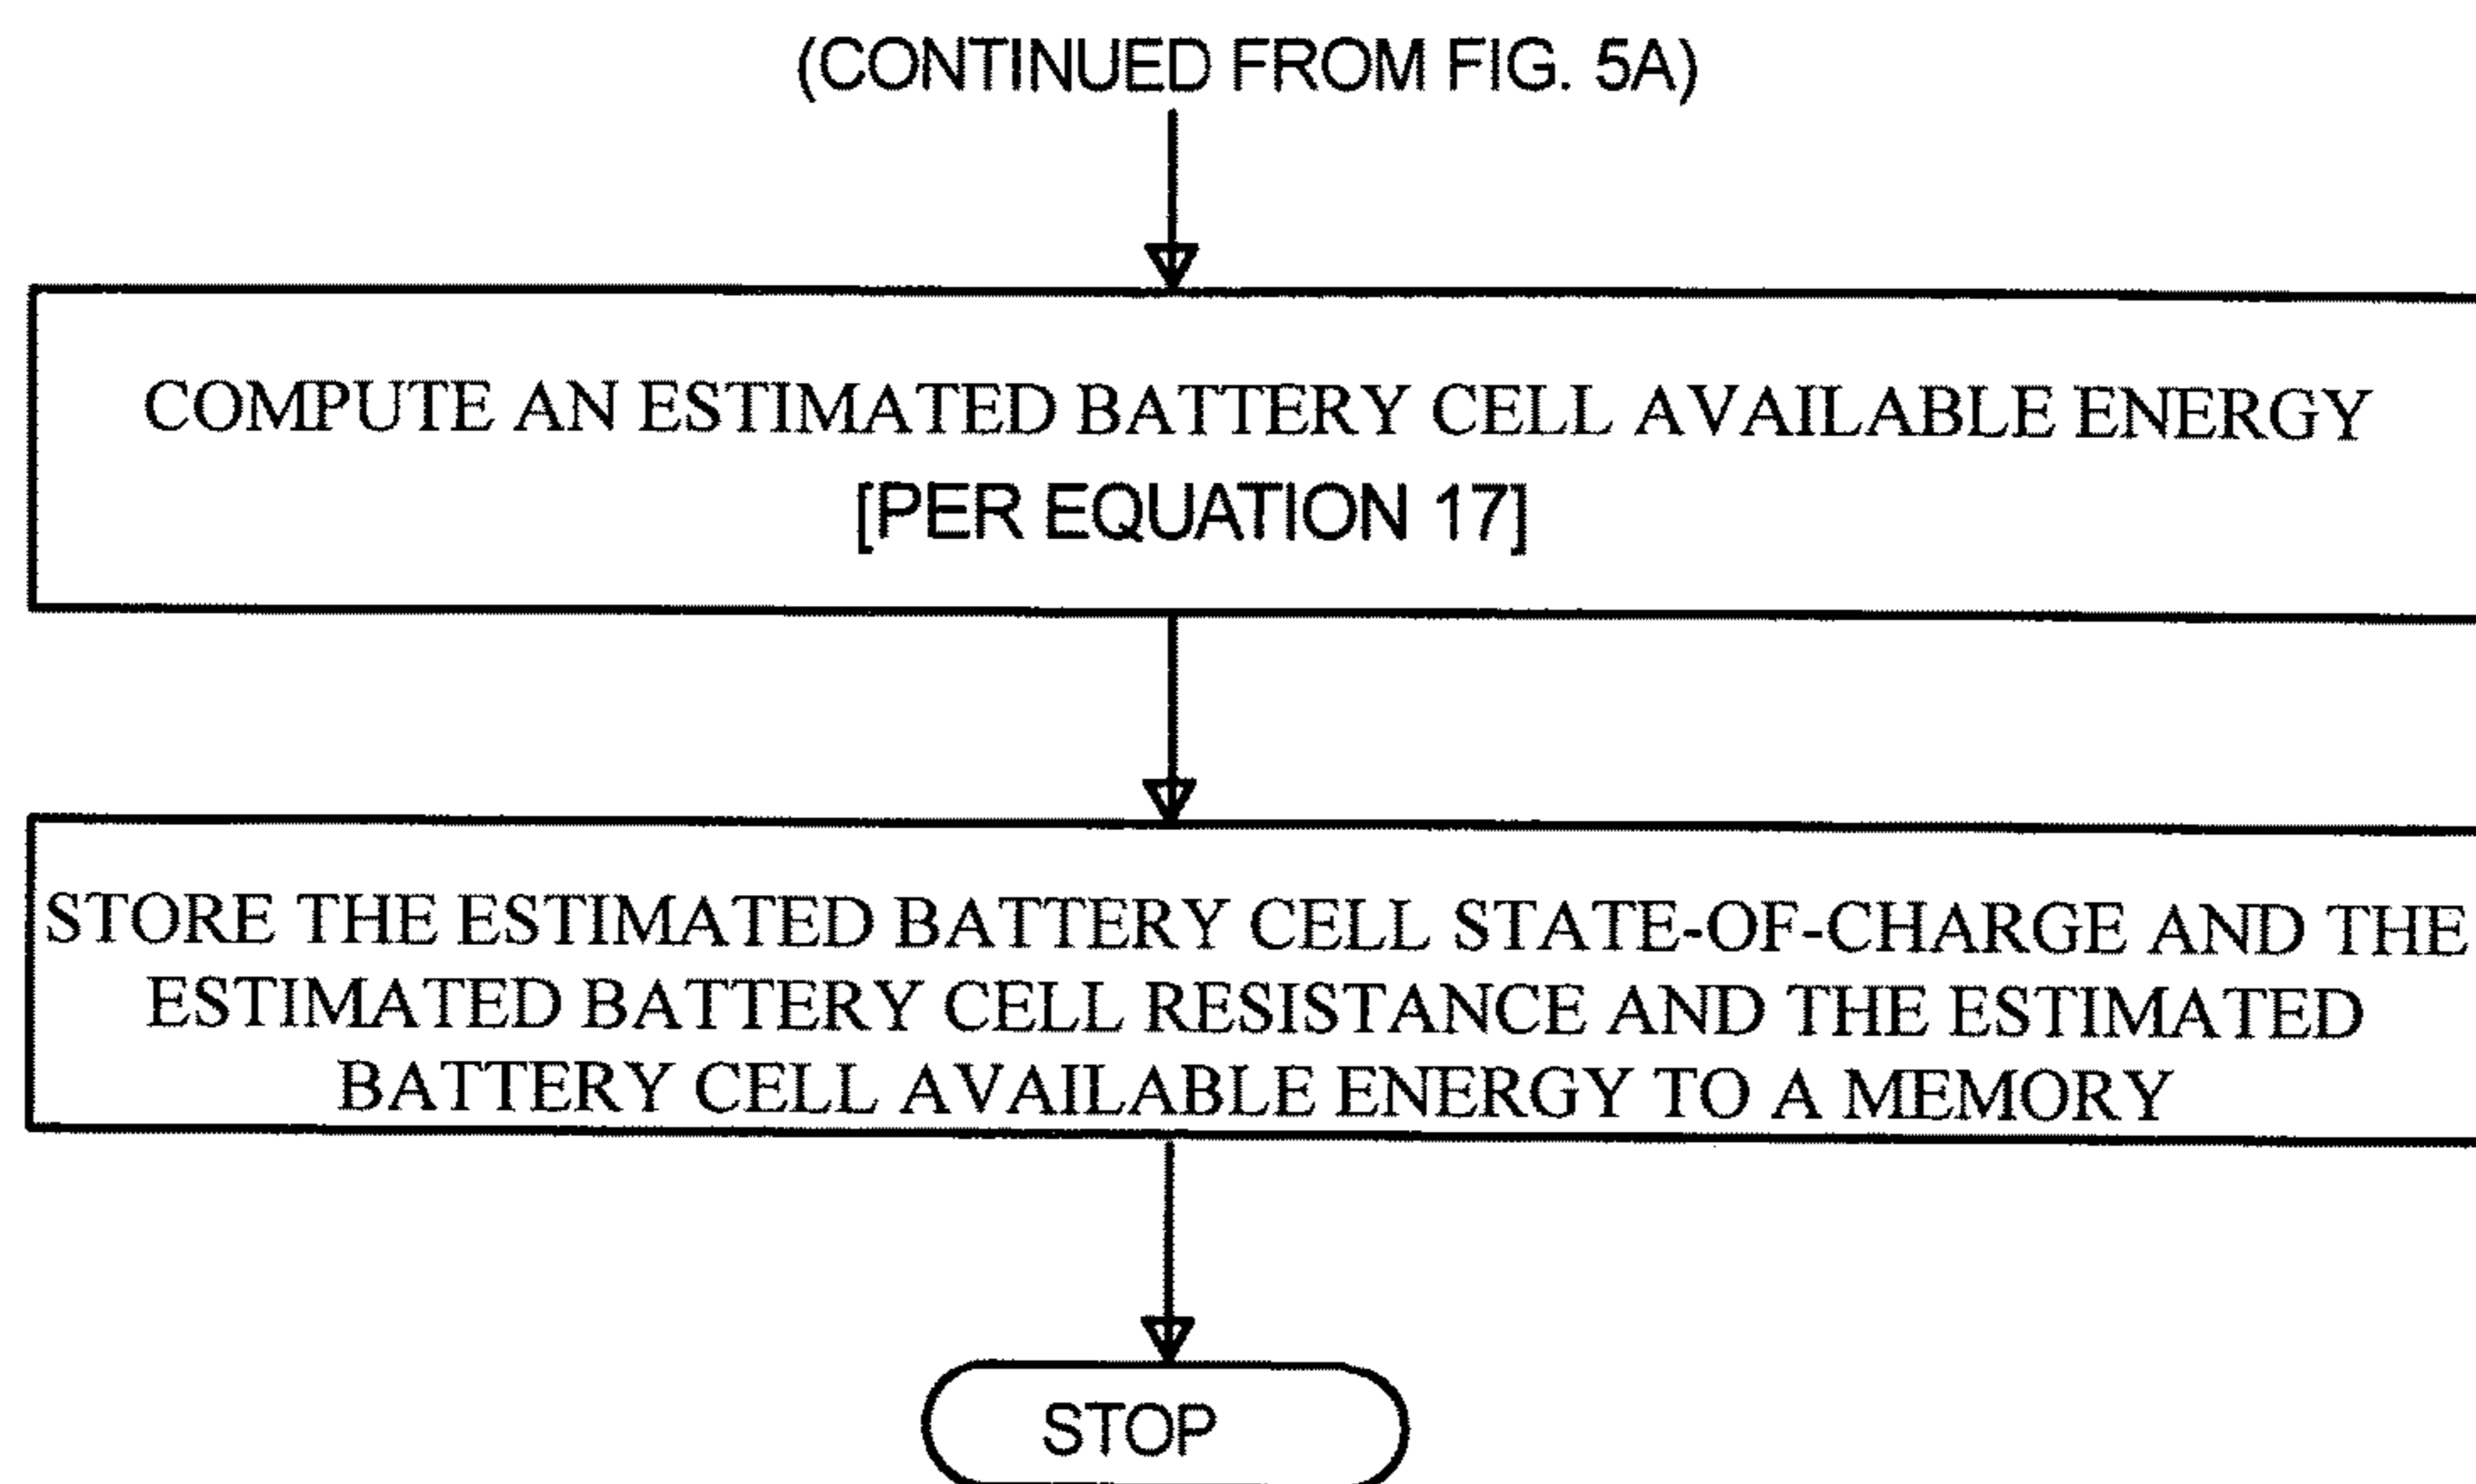 (CONTINUED FROM FIG. 5A)
COMPUTE AN ESTIMATED BATTERY CELL AVAILABLE ENERGY
[PER EQUATION 17]
STORE THE ESTIMATED BATTERY CELL STATE-OF-CHARGE AND THE
ESTIMATED BATTERY CELL RESISTANCE AND THE ESTIMATED
BATTERY CELL AVAILABLE ENERGY TO A MEMORY
STOP